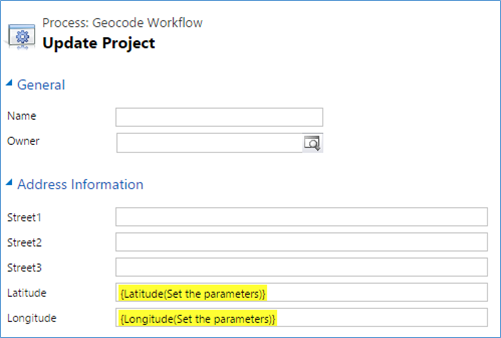 Process: Geocode Workflow
Update Project
General
Name
Owner
Address Information
Street1
Street2
Street3
Latitude {Latitude(Set the parameters)}
Longitude {Longitude(Set the parameters)}